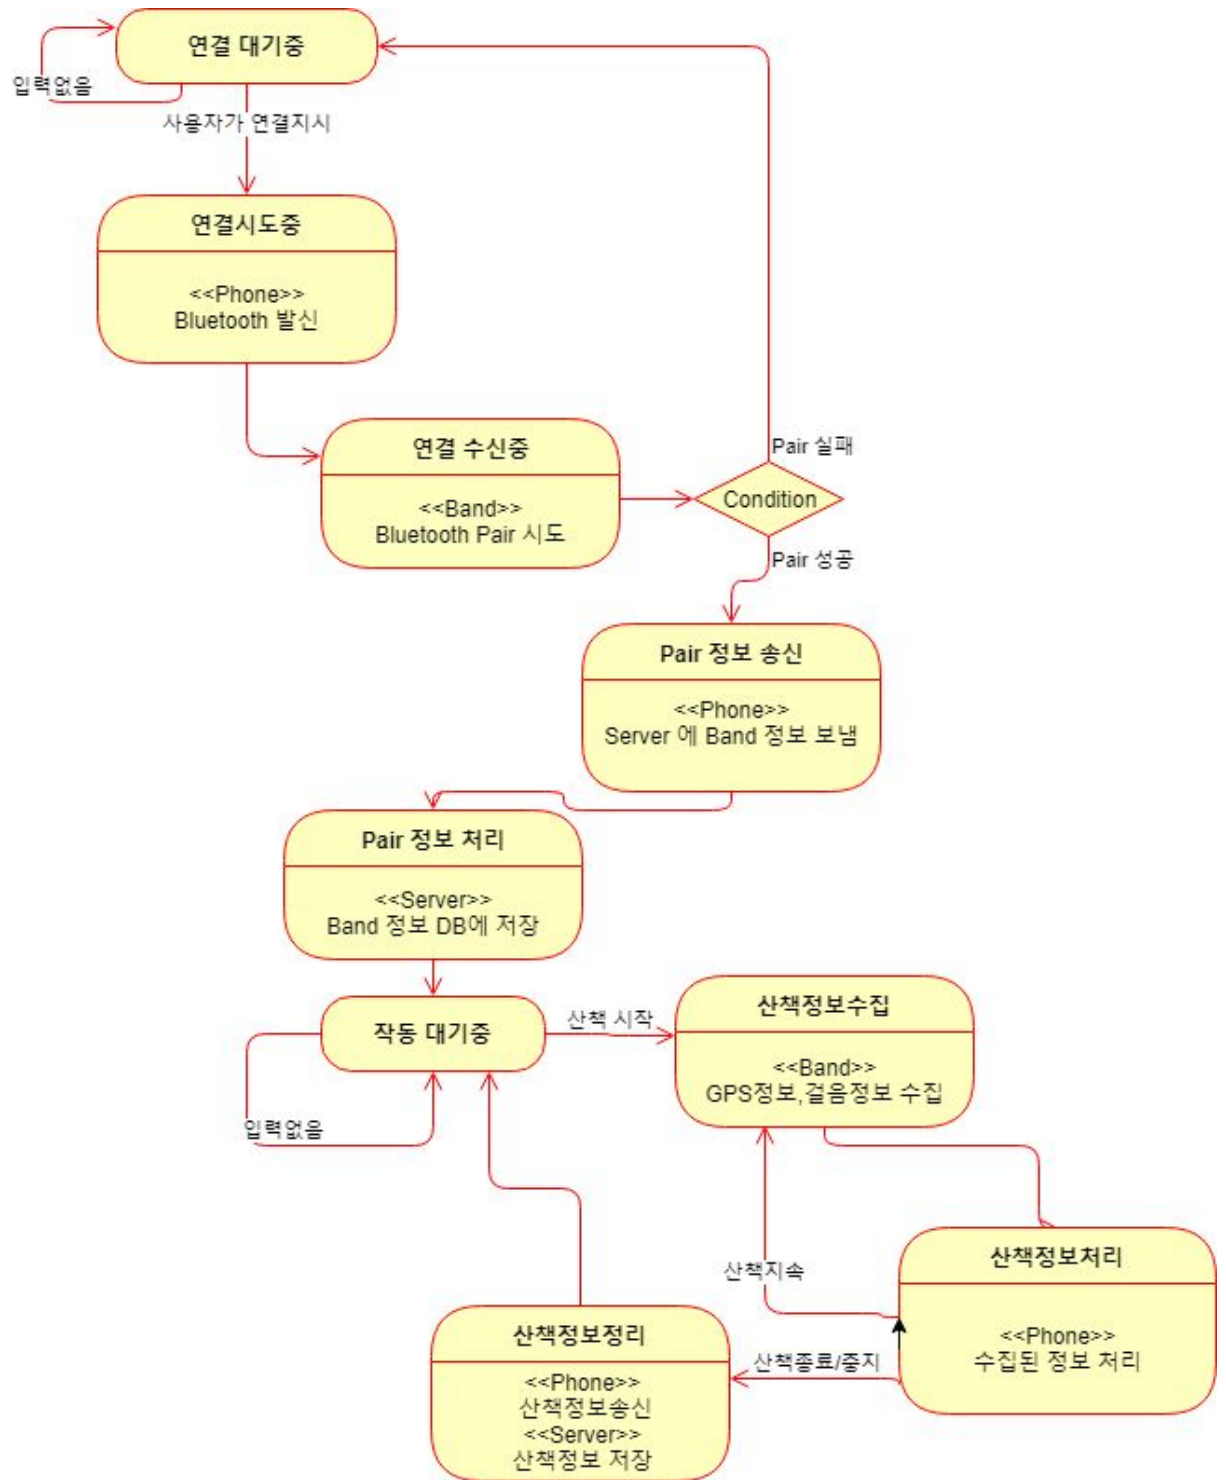 연결 대기중
입력없음
사용자가 연결지시
연결시도중
<<Phone>>
Bluetooth 발신
연결 수신중
<<Band>>
Bluetooth Pair 시도
Pair 실패
Condition
Pair 성공
Pair 정보 송신
<<Phone>>
Server 에 Band 정보 보냄
Pair 정보 처리
<<Server>>
Band 정보 DB에 저장
작동 대기중
입력없음
산책 시작
산책정보수집
<<Band>>
GPS정보,걸음정보 수집
산책지속
산책정보처리
<<Phone>>
수집된 정보 처리
산책종료/중지
산책정보정리
<<Phone>>
산책정보송신
<<Server>>
산책정보 저장